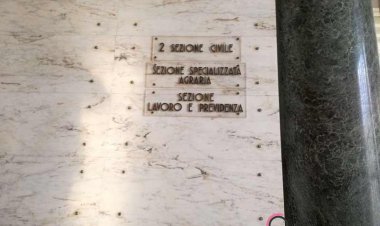 2 SEZIONE CIVILE
SEZIONE SPECIALIZZATA
AGRARIA
SEZIONE
LAVORO E PREVIDENZA